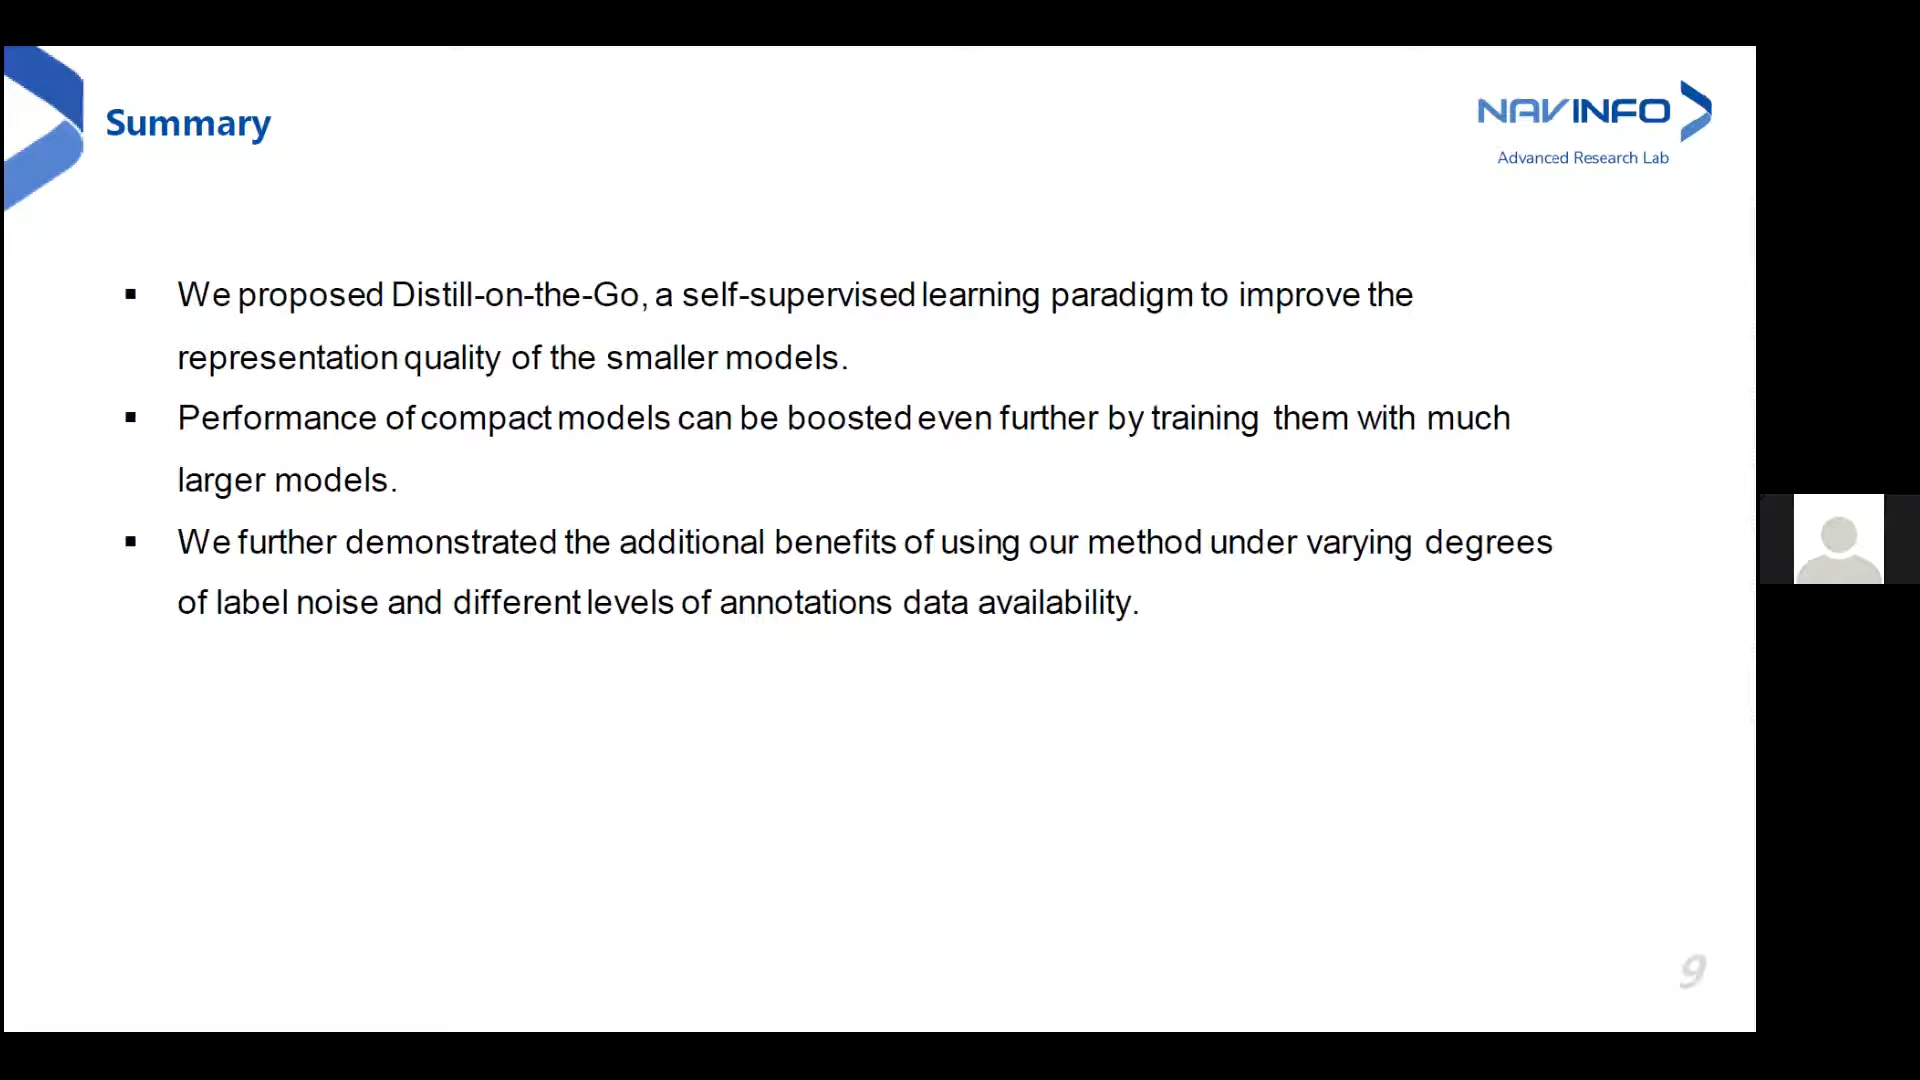 Summary
NAVINFO
Advanced Research Lab
▪ We proposed Distill-on-the-Go, a self-supervised learning paradigm to improve the
representation quality of the smaller models.
▪ Performance of compact models can be boosted even further by training them with much
larger models.
▪ We further demonstrated the additional benefits of using our method under varying degrees
of label noise and different levels of annotations data availability.
9